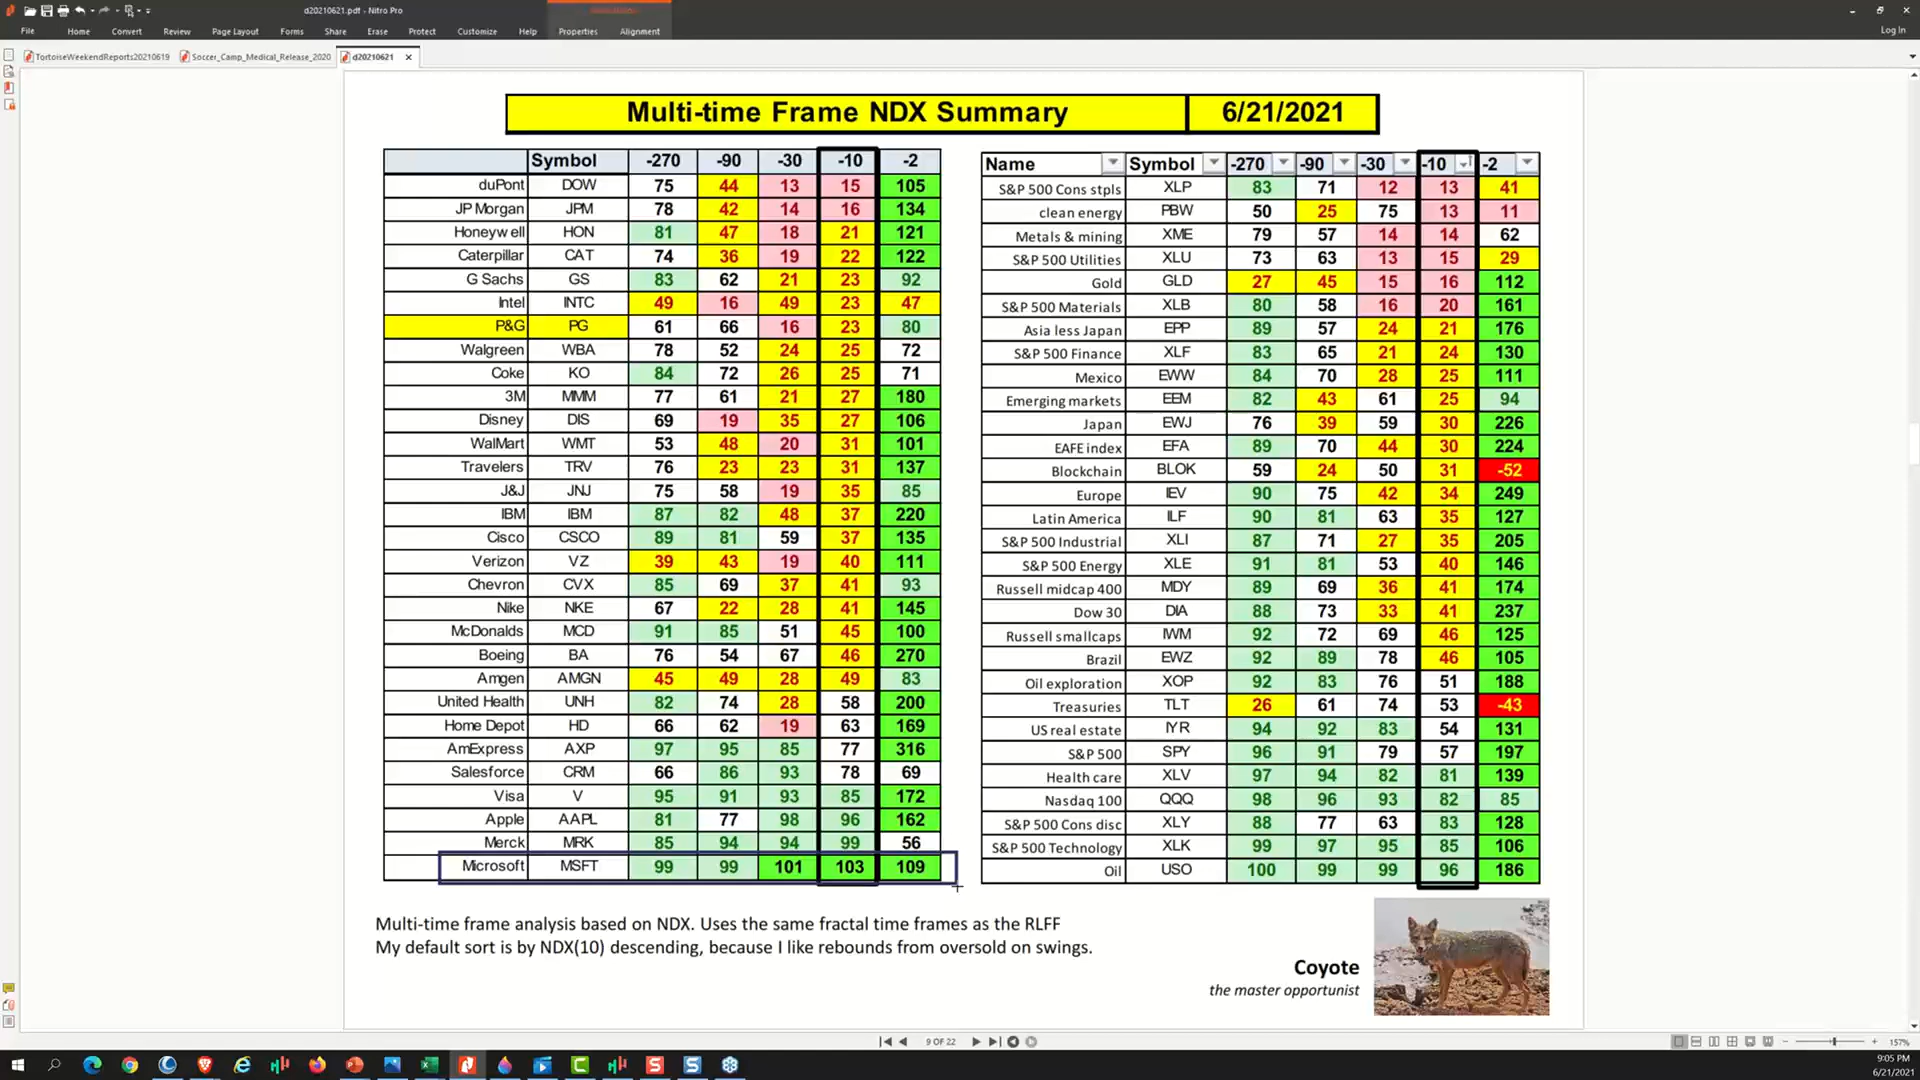 d20210621.pdf - Nitro Pro
File Home Convert Review Page Layout Forms Share Erase Protect Customize Help Properties Alignment Log In
TortoiseWeekendReports20210619 Soccer_Camp_Medical_Release_2020 d20210621
Multi-time Frame NDX Summary 6/21/2021
Symbol -270 -90 -30 -10 -2
duPont DOW 75 44 13 15 105
JP Morgan JPM 78 42 14 16 134
Honeywell HON 81 47 18 21 121
Caterpillar CAT 74 36 19 22 122
G Sachs GS 83 62 21 23 92
Intel INTC 49 16 49 23 47
P&G PG 61 66 16 23 80
Walgreen WBA 78 52 24 25 72
Coke KO 84 72 26 25 71
3M MMM 77 61 21 27 180
Disney DIS 69 19 35 27 106
WalMart WMT 53 48 20 31 101
Travelers TRV 76 23 23 31 137
J&J JNJ 75 58 19 35 85
IBM IBM 87 82 48 37 220
Cisco CSCO 89 81 59 37 135
Verizon VZ 39 43 19 40 111
Chevron CVX 85 69 37 41 93
Nike NKE 67 22 28 41 145
McDonalds MCD 91 85 51 45 100
Boeing BA 76 54 67 46 270
Amgen AMGN 45 49 28 49 83
United Health UNH 82 74 28 58 200
Home Depot HD 66 62 19 63 169
AmExpress AXP 97 95 85 77 316
Salesforce CRM 66 86 93 78 69
Visa V 95 91 93 85 172
Apple AAPL 81 77 98 96 162
Merck MRK 85 94 94 99 56
Microsoft MSFT 99 99 101 103 109
Name Symbol -270 -90 -30 -10 -2
S&P 500 Cons stpls XLP 83 71 12 13 41
clean energy PBW 50 25 75 13 11
Metals & mining XME 79 57 14 14 62
S&P 500 Utilities XLU 73 63 13 15 29
Gold GLD 27 45 15 16 112
S&P 500 Materials XLB 80 58 16 20 161
Asia less Japan EPP 89 57 24 21 176
S&P 500 Finance XLF 83 65 21 24 130
Mexico EWW 84 70 28 25 111
Emerging markets EEM 82 43 61 25 94
Japan EWJ 76 39 59 30 226
EAFE index EFA 89 70 44 30 224
Blockchain BLOK 59 24 50 31 -52
Europe IEV 90 75 42 34 249
Latin America ILF 90 81 63 35 127
S&P 500 Industrial XLI 87 71 27 35 205
S&P 500 Energy XLE 91 81 53 40 146
Russell midcap 400 MDY 89 69 36 41 174
Dow 30 DIA 88 73 33 41 237
Russell smallcaps IWM 92 72 69 46 125
Brazil EWZ 92 89 78 46 105
Oil exploration XOP 92 83 76 51 188
Treasuries TLT 26 61 74 53 -43
US real estate IYR 94 92 83 54 131
S&P 500 SPY 96 91 79 57 197
Health care XLV 97 94 82 81 139
Nasdaq 100 QQQ 98 96 93 82 85
S&P 500 Cons disc XLY 88 77 63 83 128
S&P 500 Technology XLK 99 97 95 85 106
Oil USO 100 99 99 96 186
Multi-time frame analysis based on NDX. Uses the same fractal time frames as the RLFF
My default sort is by NDX(10) descending, because I like rebounds from oversold on swings.
Coyote
the master opportunist
9 OF 22
157%
9:05 PM
6/21/2021